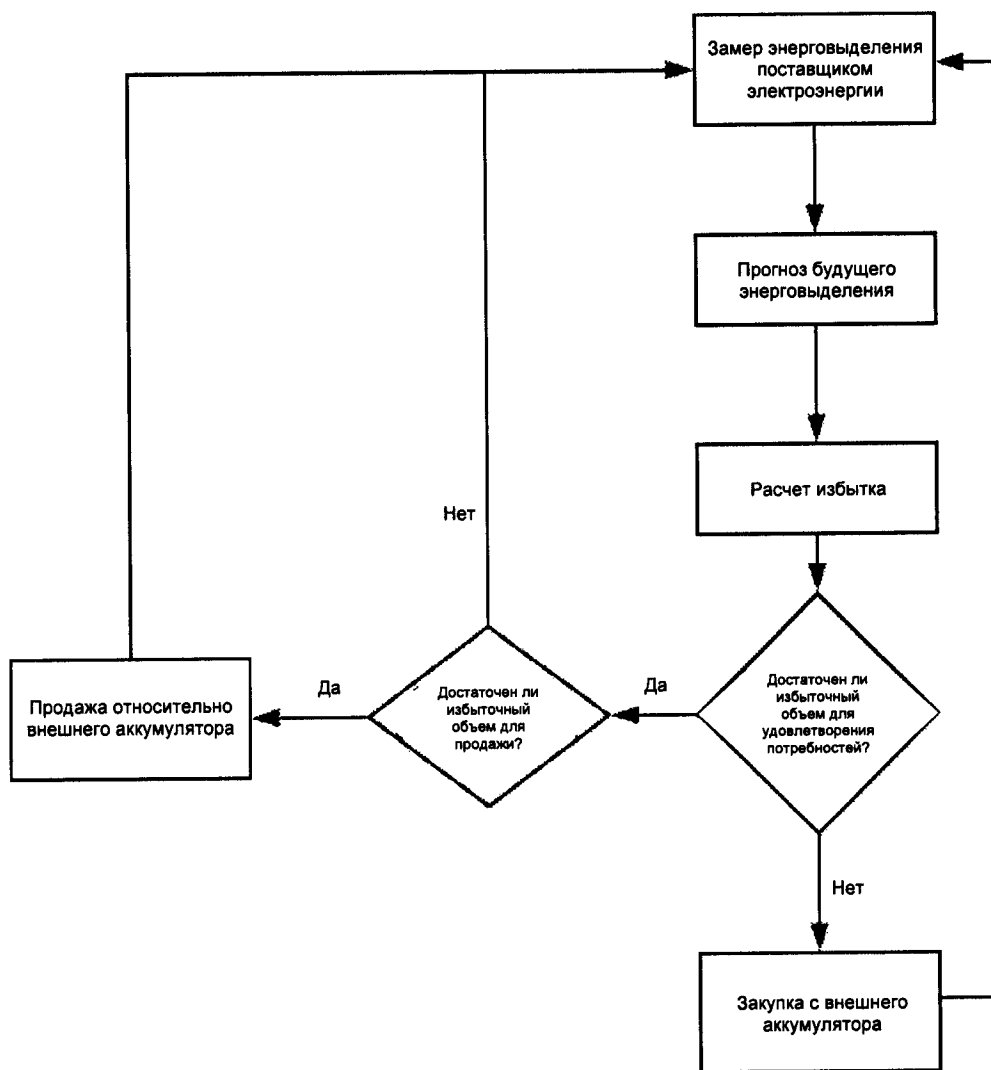 Замер энерговыделения
поставщиком
электроэнергии
Прогноз будущего
энерговыделения
Расчет избытка
Нет
Достаточен ли
избыточный
объем для
удовлетворения
потребностей?
Да
Достаточен ли
избыточный
объем для
продажи?
Да
Продажа относительно
внешнего аккумулятора
Нет
Закупка с внешнего
аккумулятора